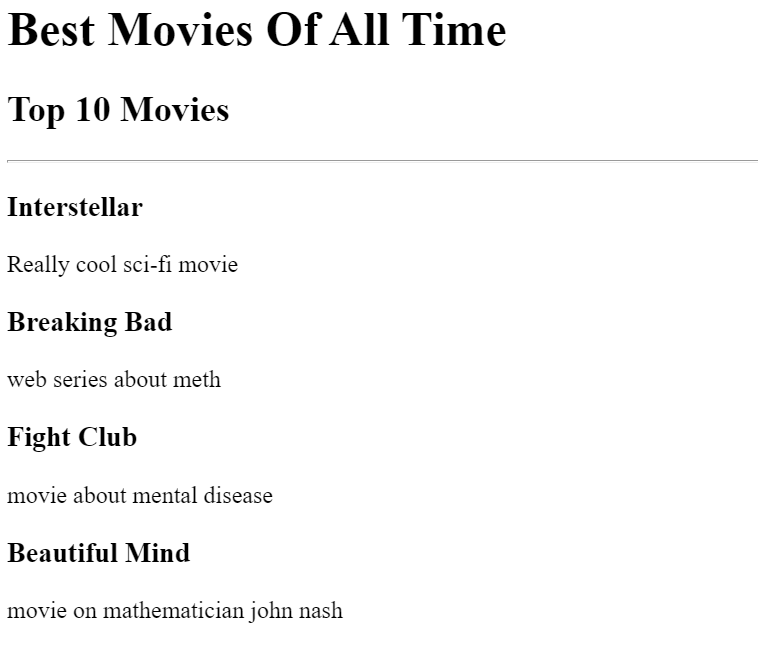 Best Movies Of All Time
Top 10 Movies
Interstellar
Really cool sci-fi movie
Breaking Bad
web series about meth
Fight Club
movie about mental disease
Beautiful Mind
movie on mathematician john nash